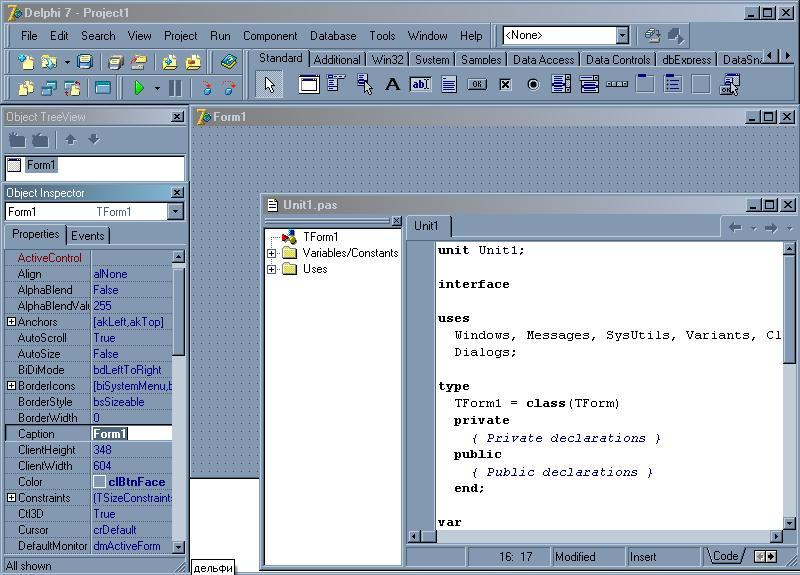 Delphi 7 - Project1
File Edit Search View Project Run Component Database Tools Window Help
<None>
Standard Additional Win32 System Samples Data Access Data Controls dbExpress
Object TreeView
Form1
Object Inspector
Form1 TForm1
Properties Events
ActiveControl
Align alNone
AlphaBlend False
AlphaBlendVal 255
Anchors [akLeft,akTop]
AutoScroll True
AutoSize False
BiDiMode bdLeftToRight
BorderIcons [biSystemMenu,b
BorderStyle bsSizeable
BorderWidth 0
Caption Form1
ClientHeight 348
ClientWidth 604
Color clBtnFace
Constraints (TSizeConstraint
Ctl3D True
Cursor crDefault
DefaultMonitor dmActiveForm
All shown
Form1
Unit1.pas
TForm1
Variables/Constants
Uses
Unit1
unit Unit1;
interface
uses
Windows, Messages, SysUtils, Variants, Cl
Dialogs;
type
TForm1 = class(TForm)
private
{ Private declarations }
public
{ Public declarations }
end;
var
16: 17 Modified Insert Code
дельфи